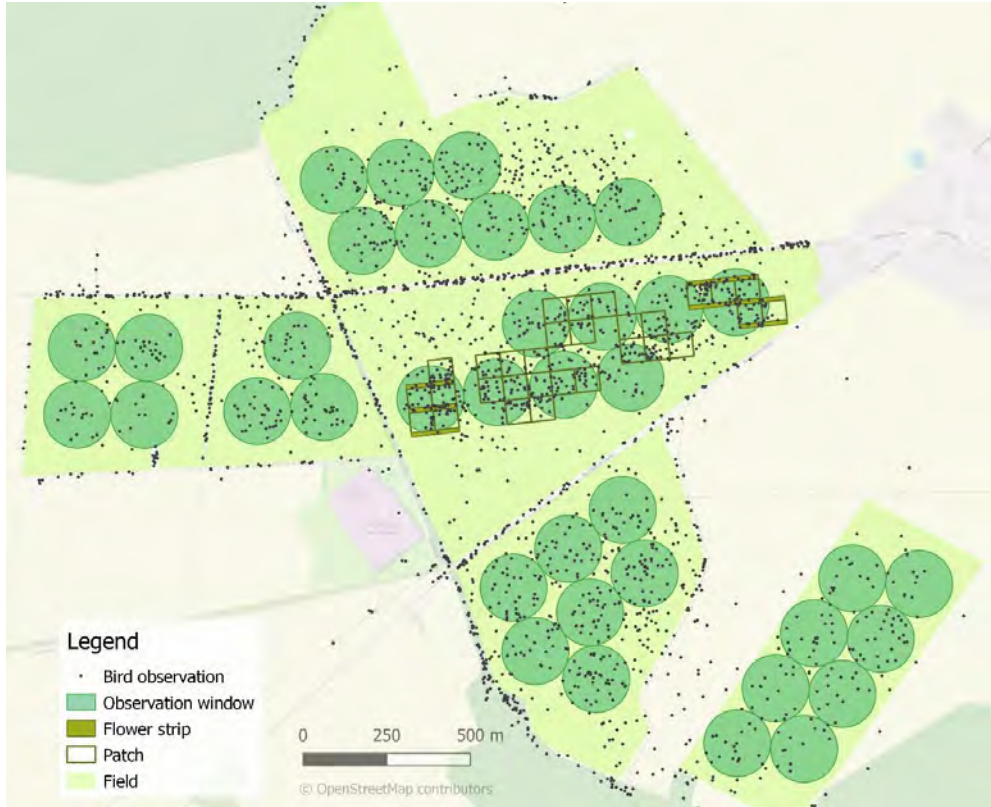 Legend
Bird observation
Observation window
Flower strip
Patch
Field
0 250 500 m
© OpenStreetMap contributors